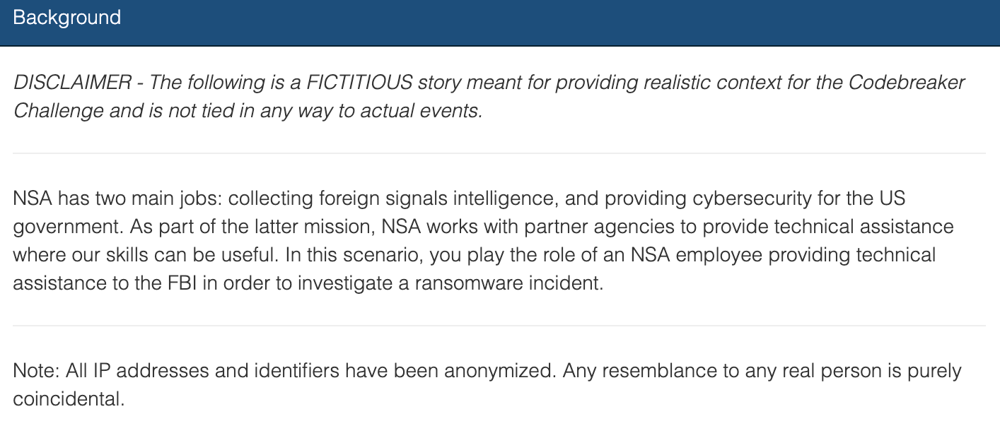 Background
DISCLAIMER - The following is a FICTITIOUS story meant for providing realistic context for the Codebreaker
Challenge and is not tied in any way to actual events.
NSA has two main jobs: collecting foreign signals intelligence, and providing cybersecurity for the US
government. As part of the latter mission, NSA works with partner agencies to provide technical assistance
where our skills can be useful. In this scenario, you play the role of an NSA employee providing technical
assistance to the FBI in order to investigate a ransomware incident.
Note: All IP addresses and identifiers have been anonymized. Any resemblance to any real person is purely
coincidental.